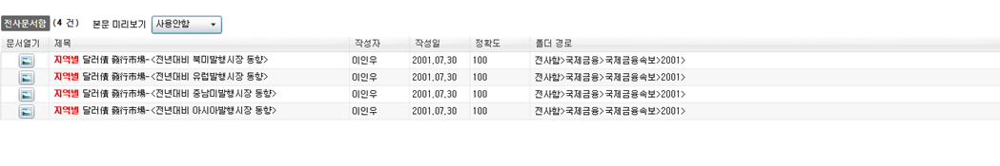 전사문서함 (4 건) 본문 미리보기 사용안함
문서열기 제목 작성자 작성일 정확도 폴더 경로
지역별 달러債 發行市場-<전년대비 북미발행시장 동향> 이인우 2001.07.30 100 전사함>국제금융>국제금융속보>2001>
지역별 달러債 發行市場-<전년대비 유럽발행시장 동향> 이인우 2001.07.30 100 전사함>국제금융>국제금융속보>2001>
지역별 달러債 發行市場-<전년대비 중남미발행시장 동향> 이인우 2001.07.30 100 전사함>국제금융>국제금융속보>2001>
지역별 달러債 發行市場-<전년대비 아시아발행시장 동향> 이인우 2001.07.30 100 전사함>국제금융>국제금융속보>2001>